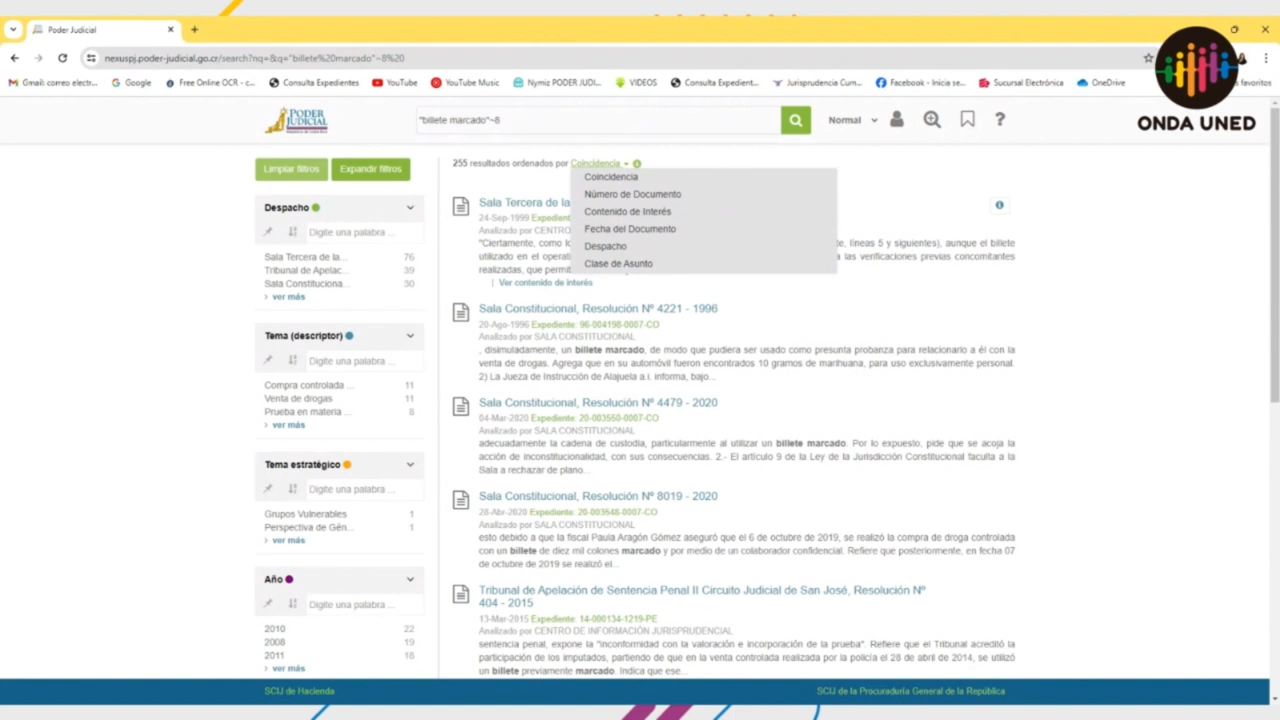 Poder Judicial
nexuspj.poder-judicial.go.cr/search?nq=&q="billete%20marcado"~8%20
Gmail: correo electr...
Google
Free Online OCR - c...
Consulta Expedientes
YouTube
YouTube Music
Nymiz PODER JUDI...
VIDEOS
Consulta Expedient...
Jurisprudencia Cum...
Facebook - Inicia se...
Sucursal Electrónica
OneDrive
favoritos
ONDA UNED
PODER
JUDICIAL
"billete marcado"~8
Normal
?
Limpiar filtros
Expandir filtros
255 resultados ordenados por Coincidencia
Coincidencia
Número de Documento
Contenido de Interés
Fecha del Documento
Despacho
Clase de Asunto
Despacho
Digite una palabra ...
Sala Tercera de la... 76
Tribunal de Apelac... 39
Sala Constituciona... 30
> ver más
Tema (descriptor)
Digite una palabra ...
Compra controlada ... 11
Venta de drogas 11
Prueba en materia ... 8
> ver más
Tema estratégico
Digite una palabra ...
Grupos Vulnerables 1
Perspectiva de Gén... 1
> ver más
Año
Digite una palabra ...
2010 22
2008 19
2011 18
> ver más
Sala Tercera de la
24-Sep-1999 Expedient
Analizado por CENTRO
"Ciertamente, como lo e, líneas 5 y siguientes), aunque el billete
utilizado en el operati a las verificaciones previas concomitantes
realizadas, que permit
| Ver contenido de interés
Sala Constitucional, Resolución Nº 4221 - 1996
20-Ago-1996 Expediente: 96-004198-0007-CO
Analizado por SALA CONSTITUCIONAL
, disimuladamente, un billete marcado, de modo que pudiera ser usado como presunta probanza para relacionarlo a él con la
venta de drogas. Agrega que en su automóvil fueron encontrados 10 gramos de marihuana, para uso exclusivamente personal.
2) La Jueza de Instrucción de Alajuela a.i. informa, bajo...
Sala Constitucional, Resolución Nº 4479 - 2020
04-Mar-2020 Expediente: 20-003550-0007-CO
Analizado por SALA CONSTITUCIONAL
adecuadamente la cadena de custodia, particularmente al utilizar un billete marcado. Por lo expuesto, pide que se acoja la
acción de inconstitucionalidad, con sus consecuencias. 2.- El artículo 9 de la Ley de la Jurisdicción Constitucional faculta a la
Sala a rechazar de plano...
Sala Constitucional, Resolución Nº 8019 - 2020
28-Abr-2020 Expediente: 20-003548-0007-CO
Analizado por SALA CONSTITUCIONAL
esto debido a que la fiscal Paula Aragón Gómez aseguró que el 6 de octubre de 2019, se realizó la compra de droga controlada
con un billete de diez mil colones marcado y por medio de un colaborador confidencial. Refiere que posteriormente, en fecha 07
de octubre de 2019 se realizó el...
Tribunal de Apelación de Sentencia Penal II Circuito Judicial de San José, Resolución Nº
404 - 2015
13-Mar-2015 Expediente: 14-000134-1219-PE
Analizado por CENTRO DE INFORMACIÓN JURISPRUDENCIAL
sentencia penal, expone la "inconformidad con la valoración e incorporación de la prueba". Refiere que el Tribunal acreditó la
participación de los imputados, partiendo de que en la venta controlada realizada por la policía el 28 de abril de 2014, se utilizó
un billete previamente marcado. Indica que ese...
SCIJ de Hacienda
SCIJ de la Procuraduría General de la República